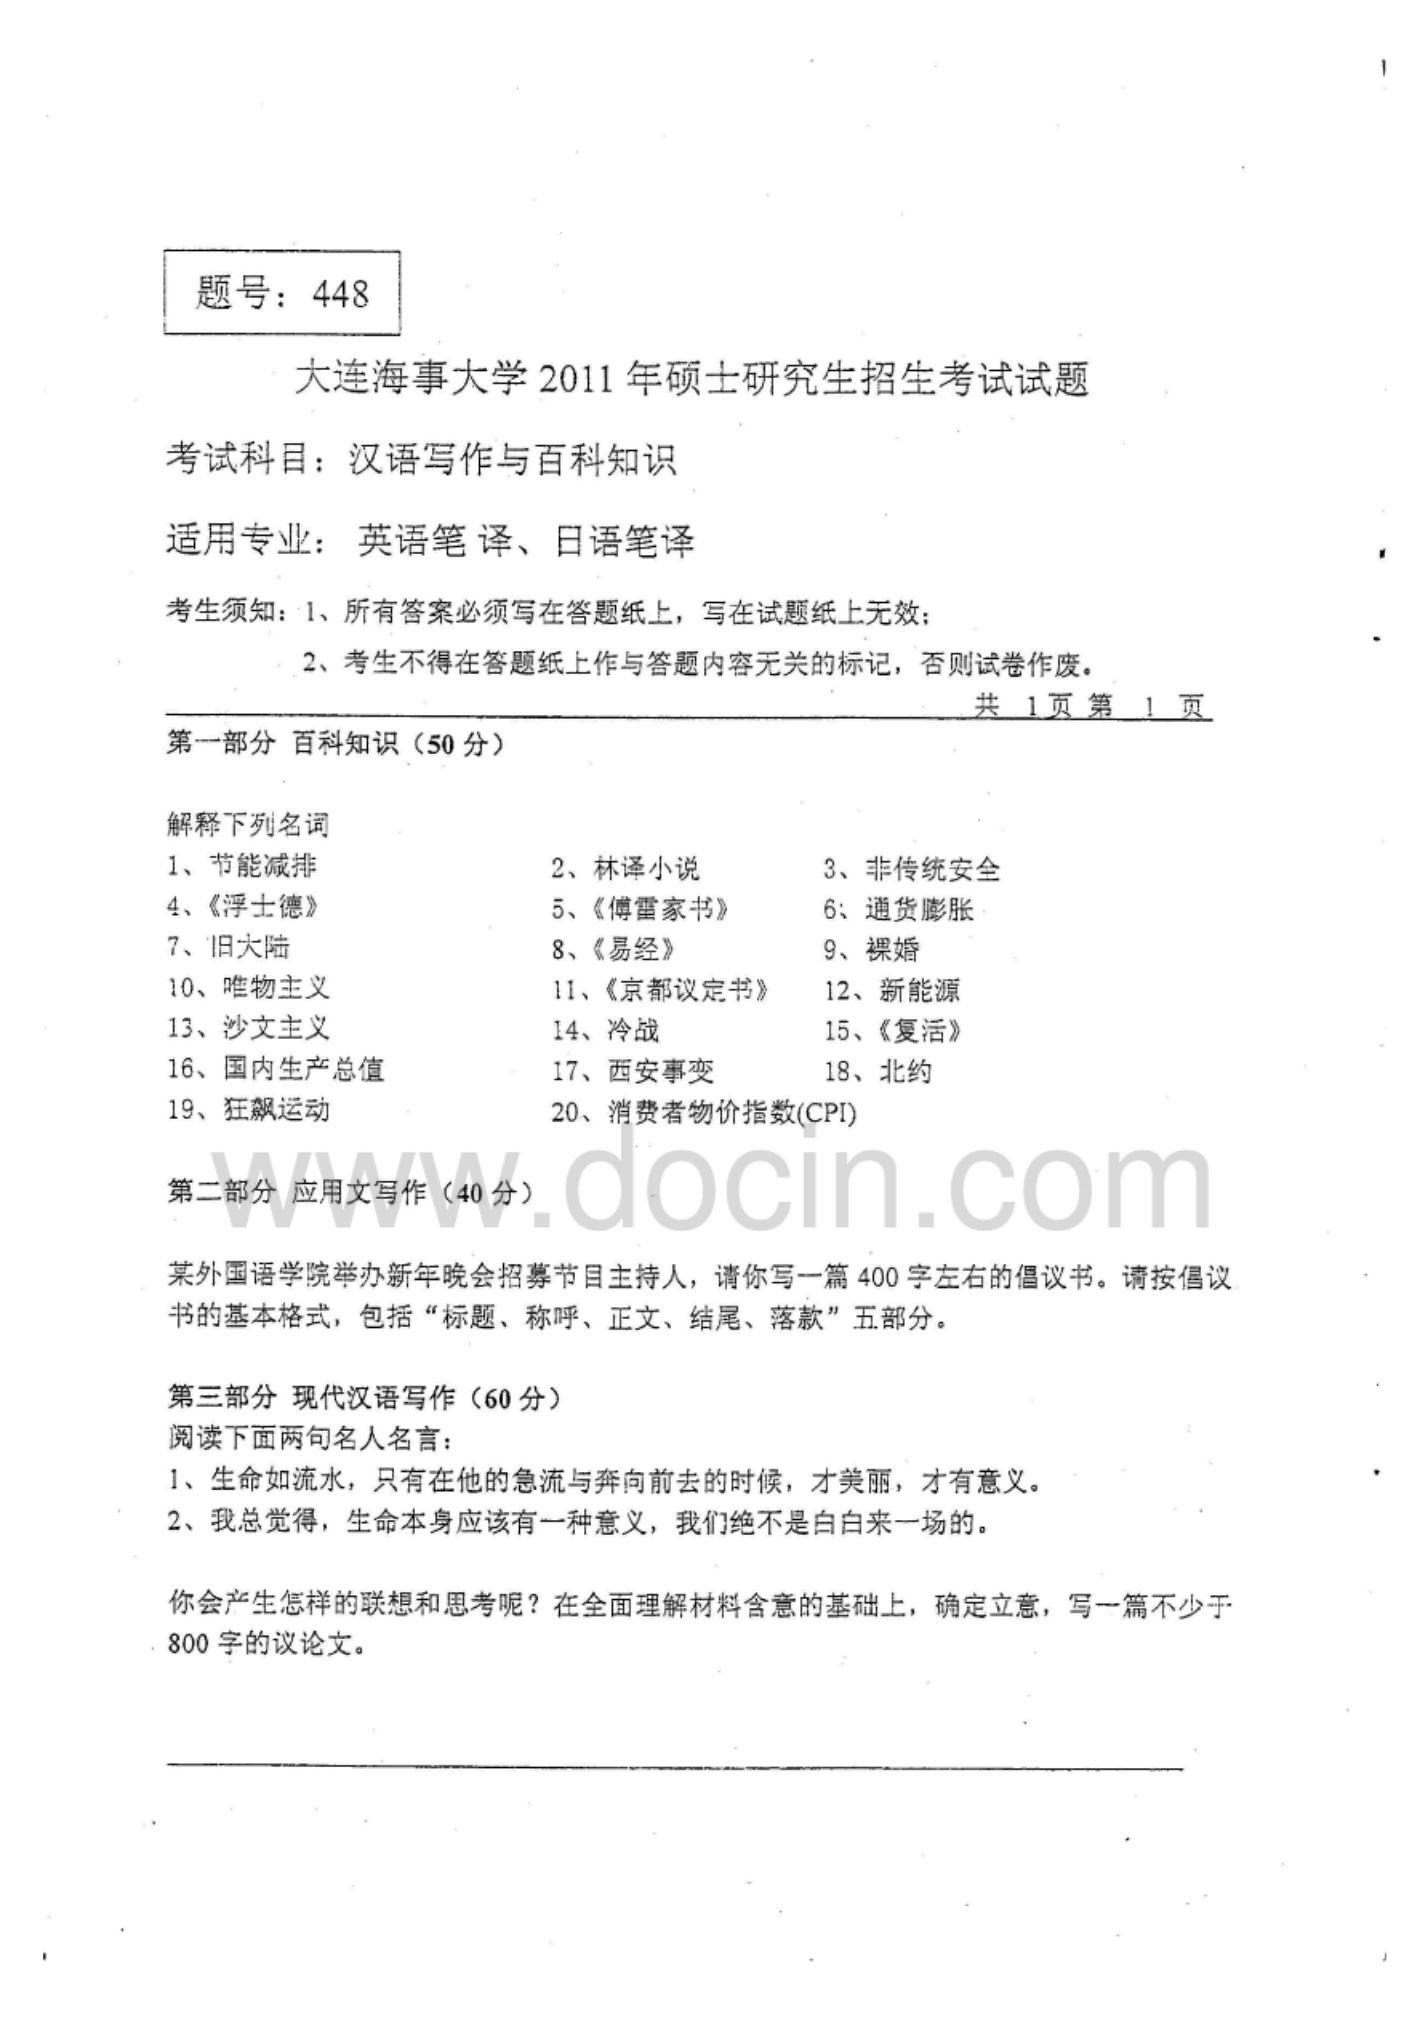 题号：448
大连海事大学 2011 年硕士研究生招生考试试题
考试科目：汉语写作与百科知识
适用专业： 英语笔 译、日语笔译
考生须知：1、所有答案必须写在答题纸上，写在试题纸上无效；
2、考生不得在答题纸上作与答题内容无关的标记，否则试卷作废。
共 1页 第 1 页
第一部分 百科知识（50 分）
解释下列名词
1、节能减排 2、林译小说 3、非传统安全
4、《浮士德》 5、《傅雷家书》 6、通货膨胀
7、旧大陆 8、《易经》 9、裸婚
10、唯物主义 11、《京都议定书》 12、新能源
13、沙文主义 14、冷战 15、《复活》
16、国内生产总值 17、西安事变 18、北约
19、狂飙运动 20、消费者物价指数(CPI)
www.docin.com
第二部分 应用文写作（40 分）
某外国语学院举办新年晚会招募节目主持人，请你写一篇 400 字左右的倡议书。请按倡议
书的基本格式，包括“标题、称呼、正文、结尾、落款”五部分。
第三部分 现代汉语写作（60 分）
阅读下面两句名人名言：
1、生命如流水，只有在他的急流与奔向前去的时候，才美丽，才有意义。
2、我总觉得，生命本身应该有一种意义，我们绝不是白白来一场的。
你会产生怎样的联想和思考呢？在全面理解材料含意的基础上，确定立意，写一篇不少于
800 字的议论文。